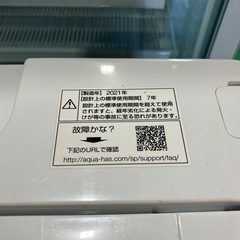 【製造年】2021年
【設計上の標準使用期間】7年
設計上の標準使用期間を超えて使用
されますと、経年劣化による発火・
けが等の事故に至る恐れがあります。
故障かな?
下記のURLで確認
http://aqua-has.com/sp/support/faq/